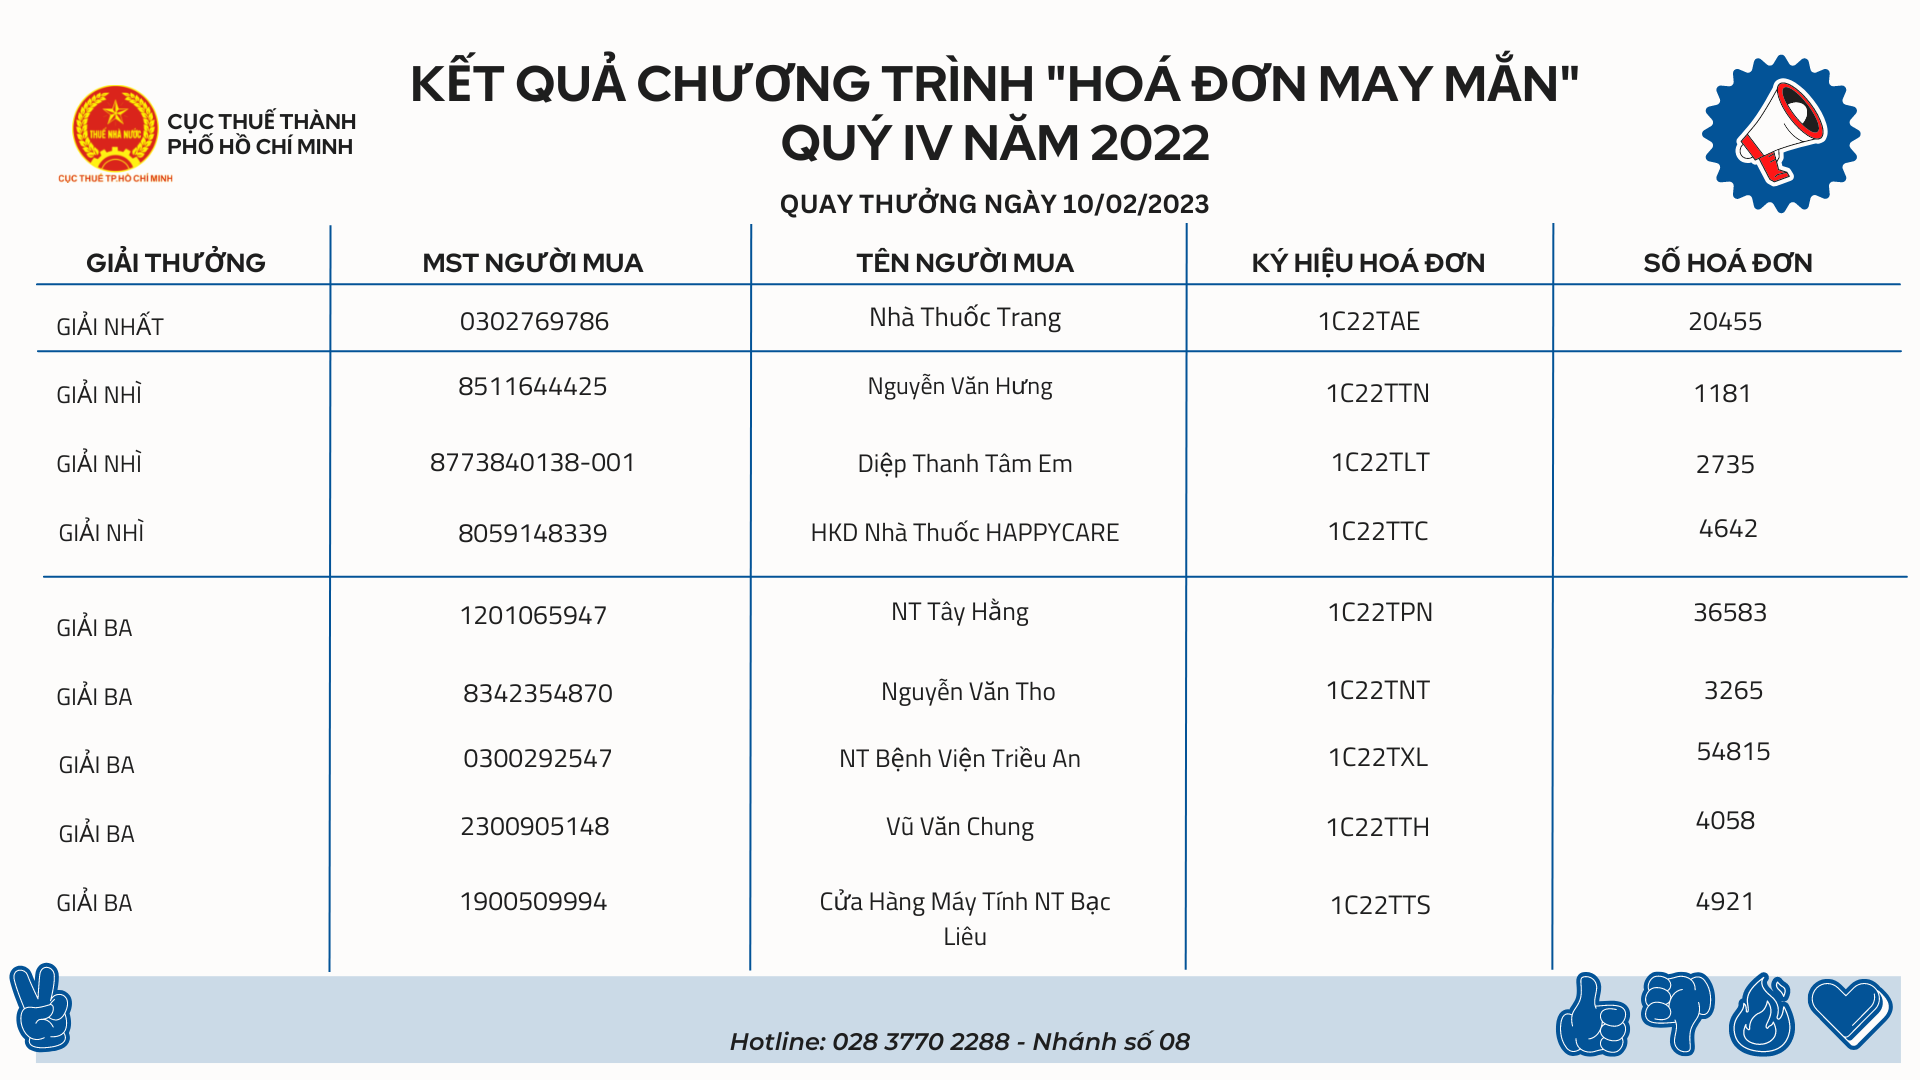 KẾT QUẢ CHƯƠNG TRÌNH "HOÁ ĐƠN MAY MẮN"
QUÝ IV NĂM 2022
THUẾ NHÀ NƯỚC
CỤC THUẾ TP.HỒ CHÍ MINH
CỤC THUẾ THÀNH
PHỐ HỒ CHÍ MINH
QUAY THƯỞNG NGÀY 10/02/2023
GIẢI THƯỞNG MST NGƯỜI MUA TÊN NGƯỜI MUA KÝ HIỆU HOÁ ĐƠN SỐ HOÁ ĐƠN
GIẢI NHẤT 0302769786 Nhà Thuốc Trang 1C22TAE 20455
GIẢI NHÌ 8511644425 Nguyễn Văn Hưng 1C22TTN 1181
GIẢI NHÌ 8773840138-001 Diệp Thanh Tâm Em 1C22TLT 2735
GIẢI NHÌ 8059148339 HKD Nhà Thuốc HAPPYCARE 1C22TTC 4642
GIẢI BA 1201065947 NT Tây Hằng 1C22TPN 36583
GIẢI BA 8342354870 Nguyễn Văn Tho 1C22TNT 3265
GIẢI BA 0300292547 NT Bệnh Viện Triều An 1C22TXL 54815
GIẢI BA 2300905148 Vũ Văn Chung 1C22TTH 4058
GIẢI BA 1900509994 Cửa Hàng Máy Tính NT Bạc 1C22TTS 4921
Liêu
Hotline: 028 3770 2288 - Nhánh số 08